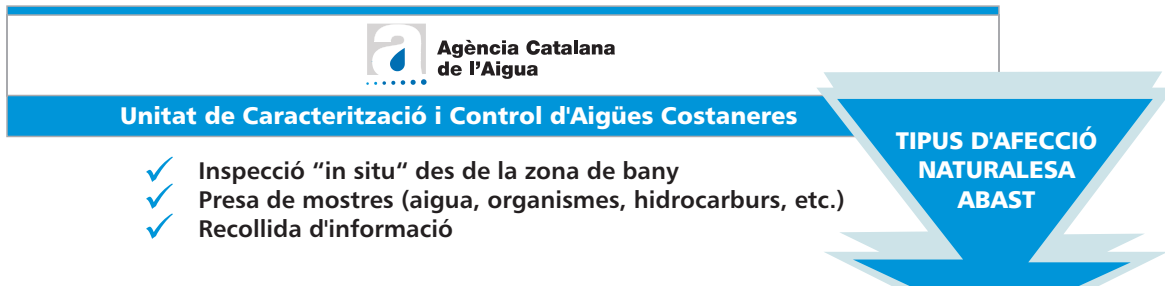 Agència Catalana
de l'Aigua
Unitat de Caracterització i Control d'Aigües Costaneres
TIPUS D'AFECCIÓ
NATURALESA
ABAST
Inspecció “in situ“ des de la zona de bany
Presa de mostres (aigua, organismes, hidrocarburs, etc.)
Recollida d'informació